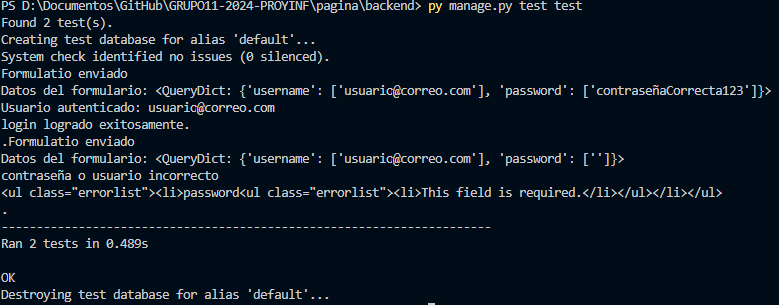 PS D:\Documentos\GitHub\GRUPO11-2024-PROYINF\pagina\backend> py manage.py test test
Found 2 test(s).
Creating test database for alias 'default'...
System check identified no issues (0 silenced).
Formulatio enviado
Datos del formulario: <QueryDict: {'username': ['usuario@correo.com'], 'password': ['contraseñaCorrecta123']}>
Usuario autenticado: usuario@correo.com
login logrado exitosamente.
.Formulatio enviado
Datos del formulario: <QueryDict: {'username': ['usuario@correo.com'], 'password': ['']}>
contraseña o usuario incorrecto
<ul class="errorlist"><li>password<ul class="errorlist"><li>This field is required.</li></ul></li></ul>
.
----------------------------------------------------------------------
Ran 2 tests in 0.489s

OK
Destroying test database for alias 'default'...